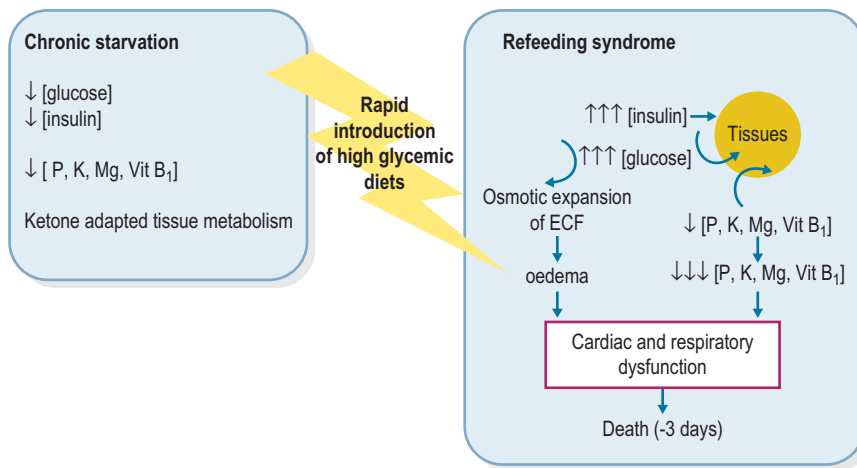 Chronic starvation
↓ [glucose]
↓ [insulin]
↓ [ P, K, Mg, Vit B₁]
Ketone adapted tissue metabolism
Rapid
introduction
of high glycemic
diets
Refeeding syndrome
↑↑↑ [insulin]
Tissues
↑↑↑ [glucose]
Osmotic expansion
of ECF
↓ [P, K, Mg, Vit B₁]
oedema
↓↓↓ [P, K, Mg, Vit B₁]
Cardiac and respiratory
dysfunction
Death (-3 days)